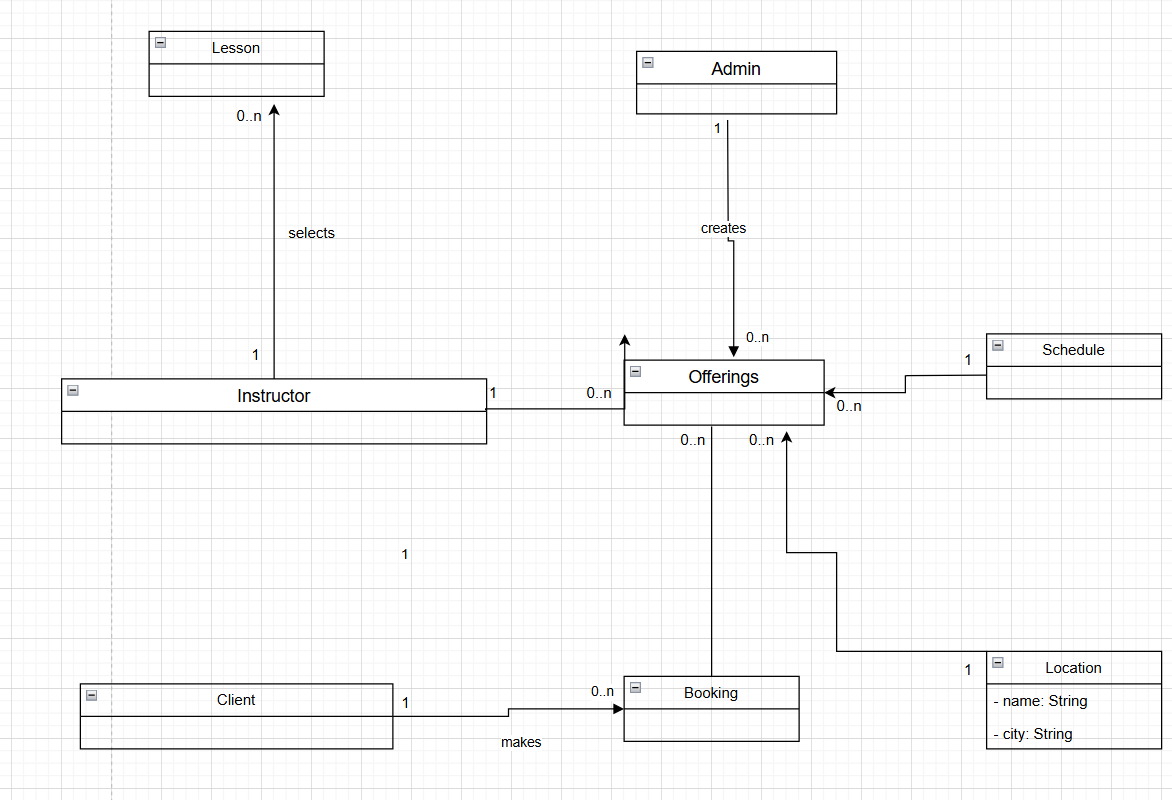 Lesson
Admin
0..n
1
creates
selects
0..n
1
1
Schedule
Instructor
1
0..n
Offerings
0..n
0..n
0..n
1
1
Location
Client
1
0..n
Booking
- name: String
- city: String
makes